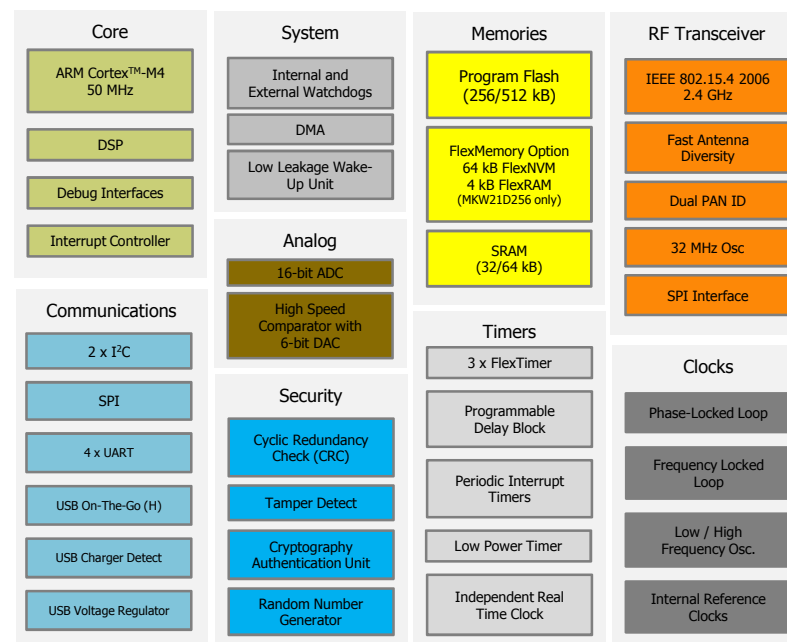 Core
ARM Cortex™-M4
50 MHz
DSP
Debug Interfaces
Interrupt Controller
System
Internal and
External Watchdogs
DMA
Low Leakage Wake-
Up Unit
Memories
Program Flash
(256/512 kB)
FlexMemory Option
64 kB FlexNVM
4 kB FlexRAM
(MKW21D256 only)
SRAM
(32/64 kB)
RF Transceiver
IEEE 802.15.4 2006
2.4 GHz
Fast Antenna
Diversity
Dual PAN ID
32 MHz Osc
SPI Interface
Analog
16-bit ADC
High Speed
Comparator with
6-bit DAC
Communications
2 x I²C
SPI
4 x UART
USB On-The-Go (H)
USB Charger Detect
USB Voltage Regulator
Security
Cyclic Redundancy
Check (CRC)
Tamper Detect
Cryptography
Authentication Unit
Random Number
Generator
Timers
3 x FlexTimer
Programmable
Delay Block
Periodic Interrupt
Timers
Low Power Timer
Independent Real
Time Clock
Clocks
Phase-Locked Loop
Frequency Locked
Loop
Low / High
Frequency Osc.
Internal Reference
Clocks